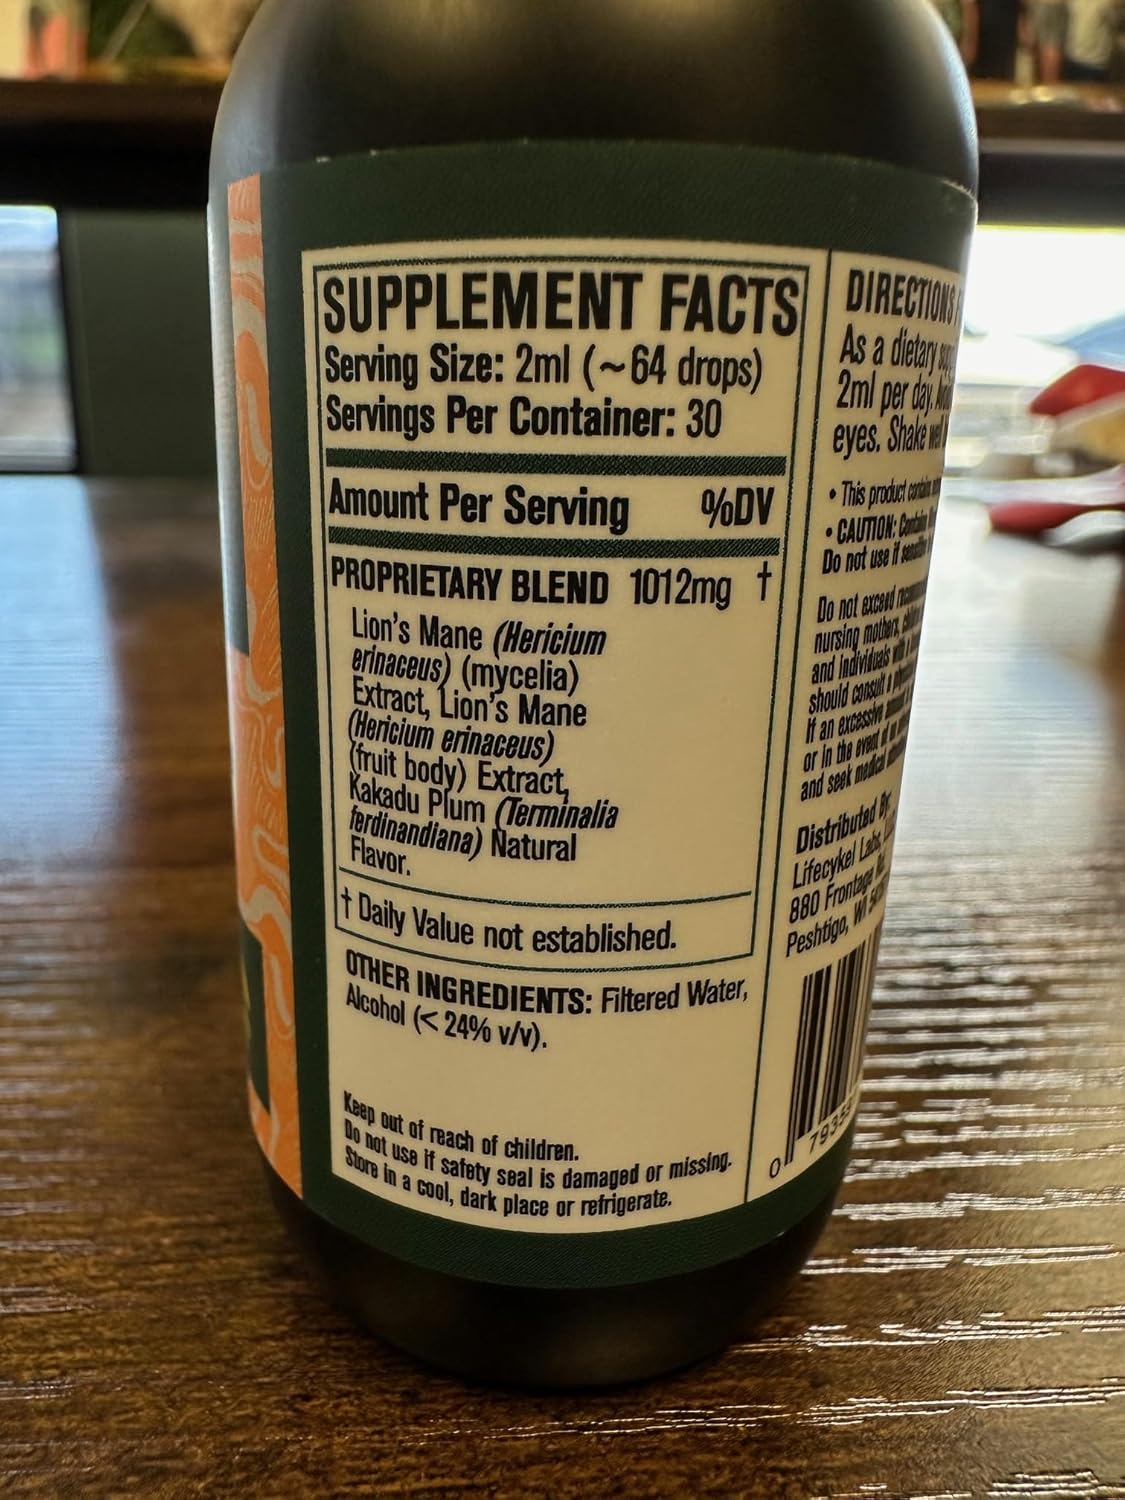 SUPPLEMENT FACTS
Serving Size: 2ml (~64 drops)
Servings Per Container: 30
Amount Per Serving %DV
PROPRIETARY BLEND 1012mg †
Lion's Mane (Hericium
erinaceus) (mycelia)
Extract, Lion's Mane
(Hericium erinaceus)
(fruit body) Extract,
Kakadu Plum (Terminalia
ferdinandiana) Natural
Flavor.
† Daily Value not established.
OTHER INGREDIENTS: Filtered Water,
Alcohol (< 24% v/v).
Keep out of reach of children.
Do not use if safety seal is damaged or missing.
Store in a cool, dark place or refrigerate.
DIRECTIONS
As a dietary
2ml per day.
eyes. Shake well
• This product contains
• CAUTION: Contains
Do not use if sensitive
Do not exceed
nursing mothers,
and individuals with
should consult a
If an excessive
or in the event of
and seek medical
Distributed By:
Lifecykel Labs,
880 Frontage Rd.
Peshtigo, WI
0 7935